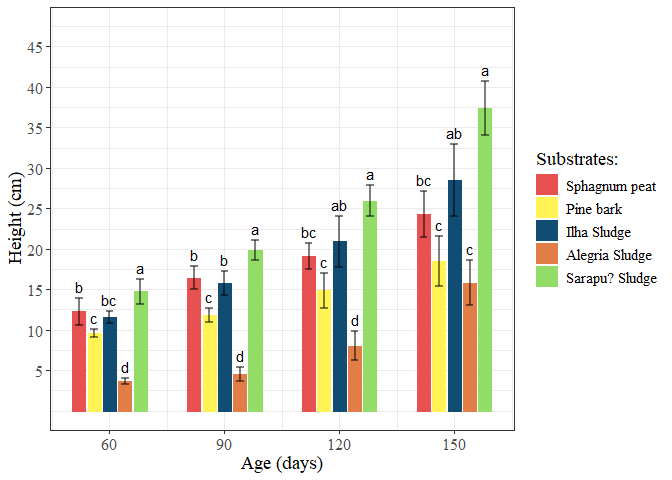 45
40
35
30
25
20
15
10
5
Height (cm)
b c bc d a
b c b d a
bc c ab d a
bc c ab c a
60 90 120 150
Age (days)
Substrates:
Sphagnum peat
Pine bark
Ilha Sludge
Alegria Sludge
Sarapu? Sludge